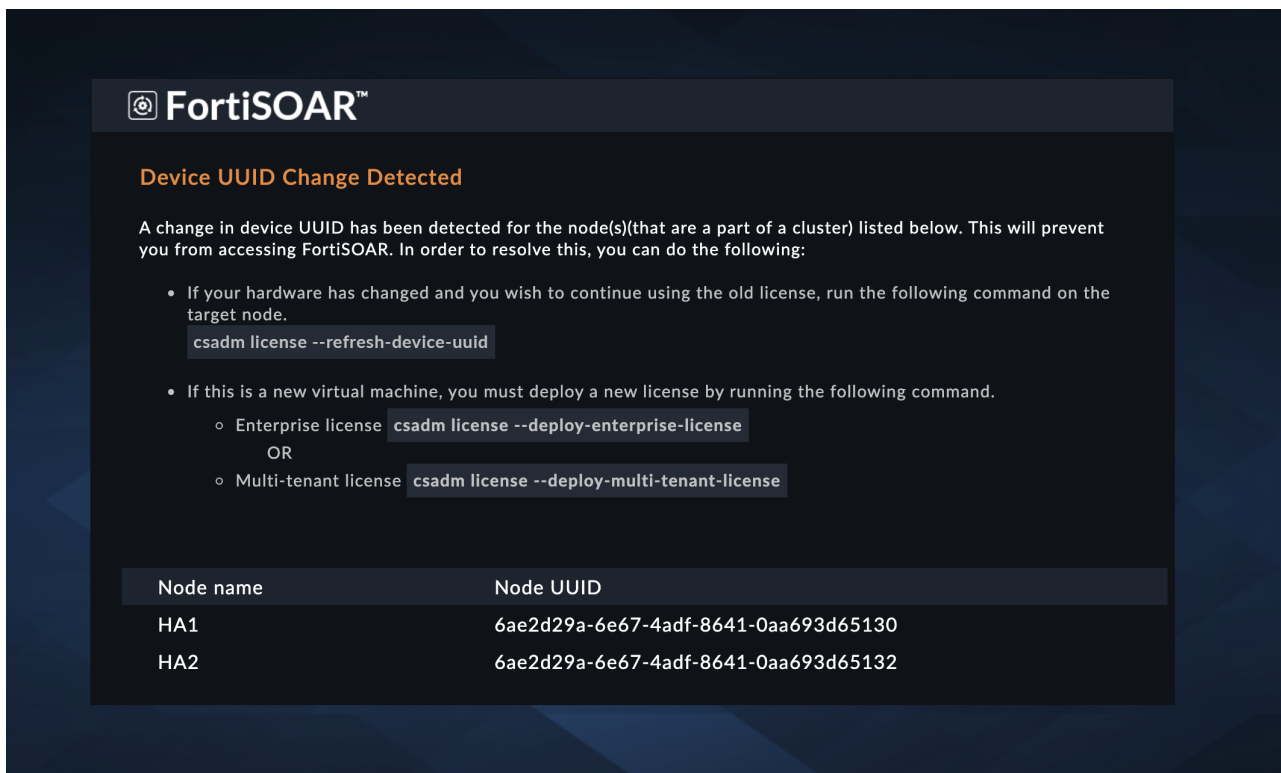 FortiSOAR™
Device UUID Change Detected
A change in device UUID has been detected for the node(s)(that are a part of a cluster) listed below. This will prevent
you from accessing FortiSOAR. In order to resolve this, you can do the following:
• If your hardware has changed and you wish to continue using the old license, run the following command on the
target node.
csadm license --refresh-device-uuid
• If this is a new virtual machine, you must deploy a new license by running the following command.
○ Enterprise license csadm license --deploy-enterprise-license
OR
○ Multi-tenant license csadm license --deploy-multi-tenant-license
Node name Node UUID
HA1 6ae2d29a-6e67-4adf-8641-0aa693d65130
HA2 6ae2d29a-6e67-4adf-8641-0aa693d65132